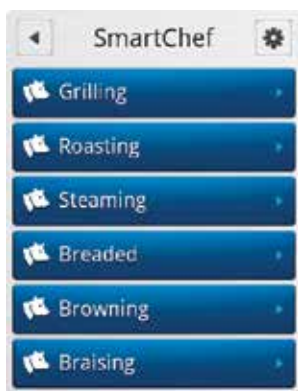 SmartChef
Grilling
Roasting
Steaming
Breaded
Browning
Braising